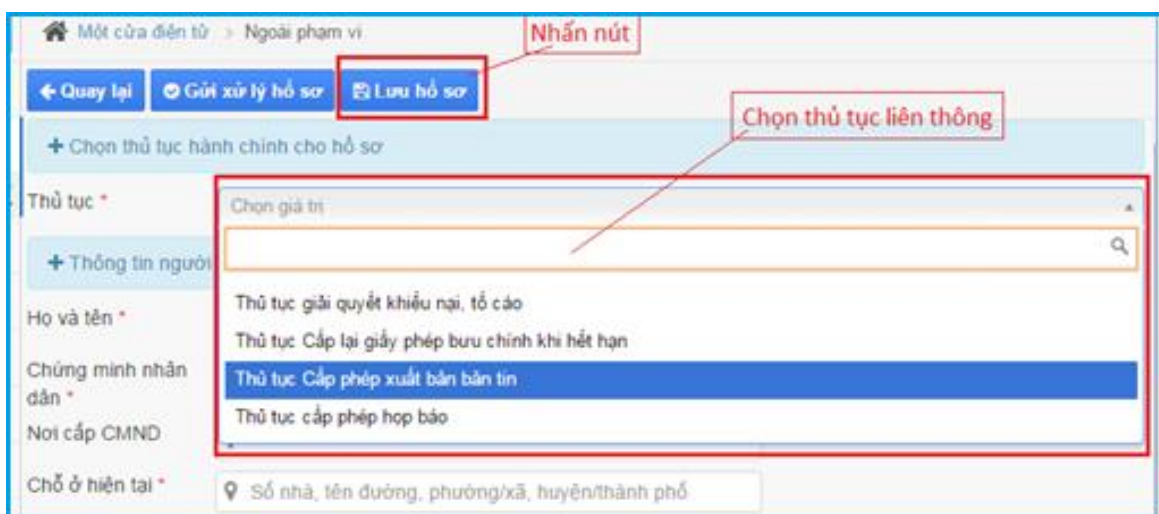 Một cửa điện tử > Ngoài phạm vi
Nhấn nút
Quay lại Gửi xử lý hồ sơ Lưu hồ sơ
Chọn thủ tục liên thông
+ Chọn thủ tục hành chính cho hồ sơ
Thủ tục * Chọn giá trị
+ Thông tin người
Thủ tục giải quyết khiếu nại, tố cáo
Họ và tên *
Thủ tục Cấp lại giấy phép bưu chính khi hết hạn
Chứng minh nhân
dân *
Thủ tục Cấp phép xuất bản bản tin
Thủ tục cấp phép họp báo
Nơi cấp CMND
Chỗ ở hiện tại * Số nhà, tên đường, phường/xã, huyện/thành phố